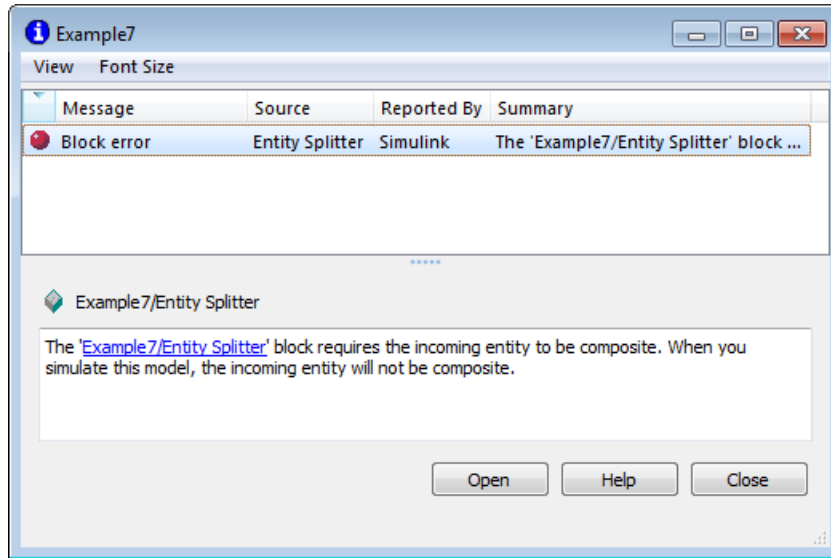 Example7
View Font Size
Message Source Reported By Summary
Block error Entity Splitter Simulink The 'Example7/Entity Splitter' block ...
Example7/Entity Splitter
The 'Example7/Entity Splitter' block requires the incoming entity to be composite. When you
simulate this model, the incoming entity will not be composite.
Open Help Close